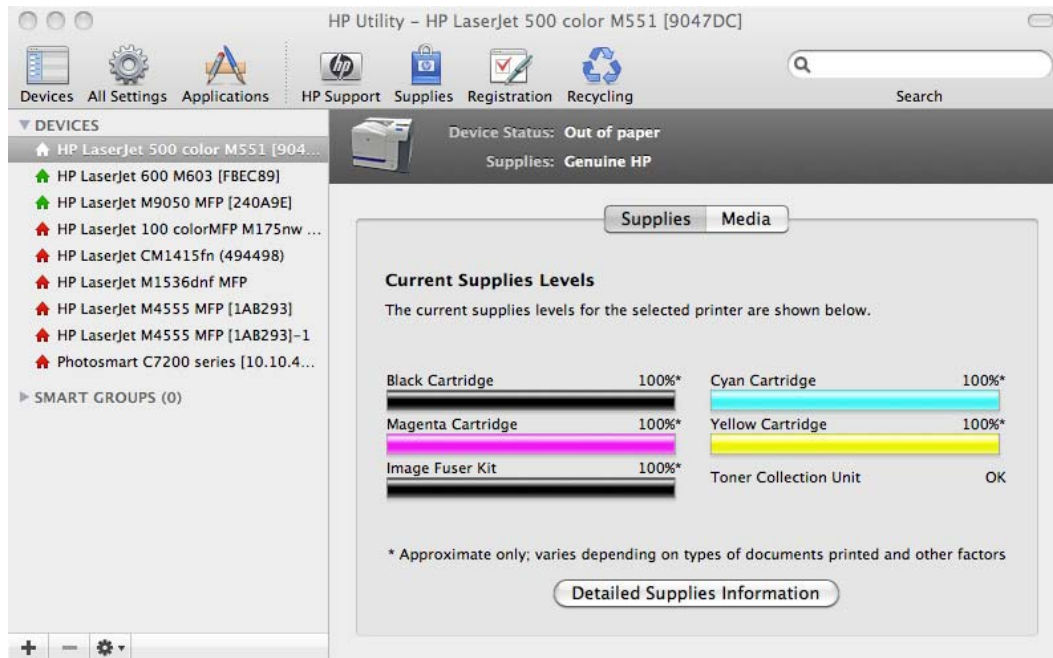 HP Utility – HP LaserJet 500 color M551 [9047DC]
hp
Devices All Settings Applications HP Support Supplies Registration Recycling Search
DEVICES
HP LaserJet 500 color M551 [904...
HP LaserJet 600 M603 [FBEC89]
HP LaserJet M9050 MFP [240A9E]
HP LaserJet 100 colorMFP M175nw ...
HP LaserJet CM1415fn (494498)
HP LaserJet M1536dnf MFP
HP LaserJet M4555 MFP [1AB293]
HP LaserJet M4555 MFP [1AB293]-1
Photosmart C7200 series [10.10.4...
SMART GROUPS (0)
Device Status: Out of paper
Supplies: Genuine HP
Supplies Media
Current Supplies Levels
The current supplies levels for the selected printer are shown below.
Black Cartridge 100%*
Cyan Cartridge 100%*
Magenta Cartridge 100%*
Yellow Cartridge 100%*
Image Fuser Kit 100%*
Toner Collection Unit OK
* Approximate only; varies depending on types of documents printed and other factors
Detailed Supplies Information